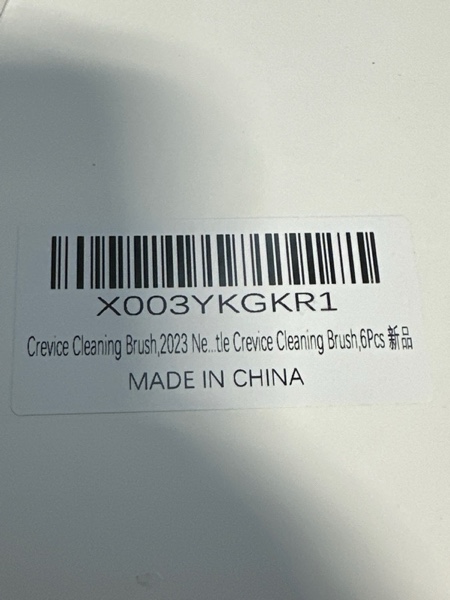 X003YKGKR1
Crevice Cleaning Brush,2023 Ne...tle Crevice Cleaning Brush,6Pcs 新品
MADE IN CHINA